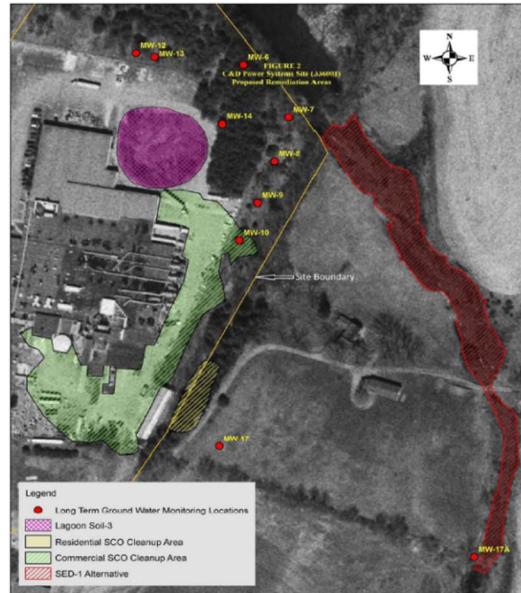 MW-12
MW-13
MW-6
FIGURE 2
C&D Power Systems Site (336001)
Proposed Remediation Areas
N
W E
S
MW-7
MW-14
MW-8
MW-9
MW-10
Site Boundary
MW-17
MW-17A
Legend
Long Term Ground Water Monitoring Locations
Lagoon Soil-3
Residential SCO Cleanup Area
Commercial SCO Cleanup Area
SED-1 Alternative